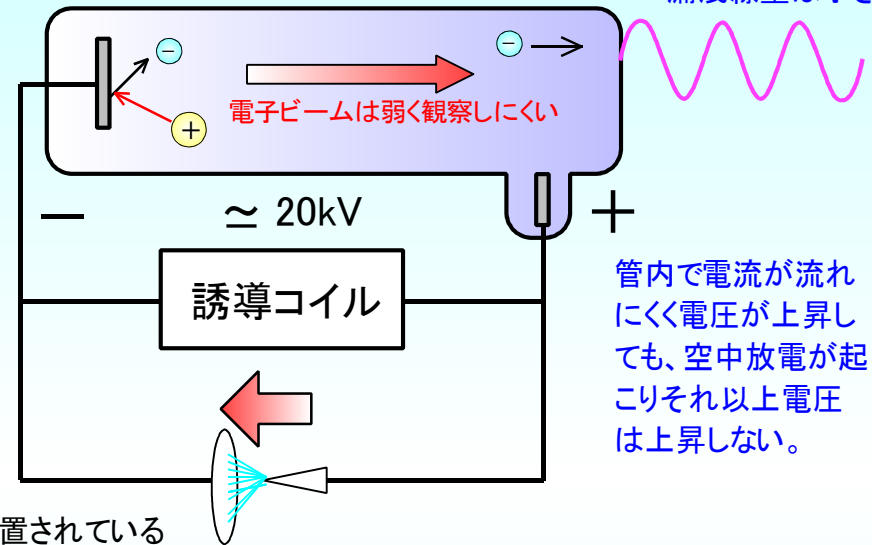 電子ビームは弱く観察しにくい
− ≃ 20kV +
誘導コイル
管内で電流が流れ
にくく電圧が上昇し
ても、空中放電が起
こりそれ以上電圧
は上昇しない。
置されている